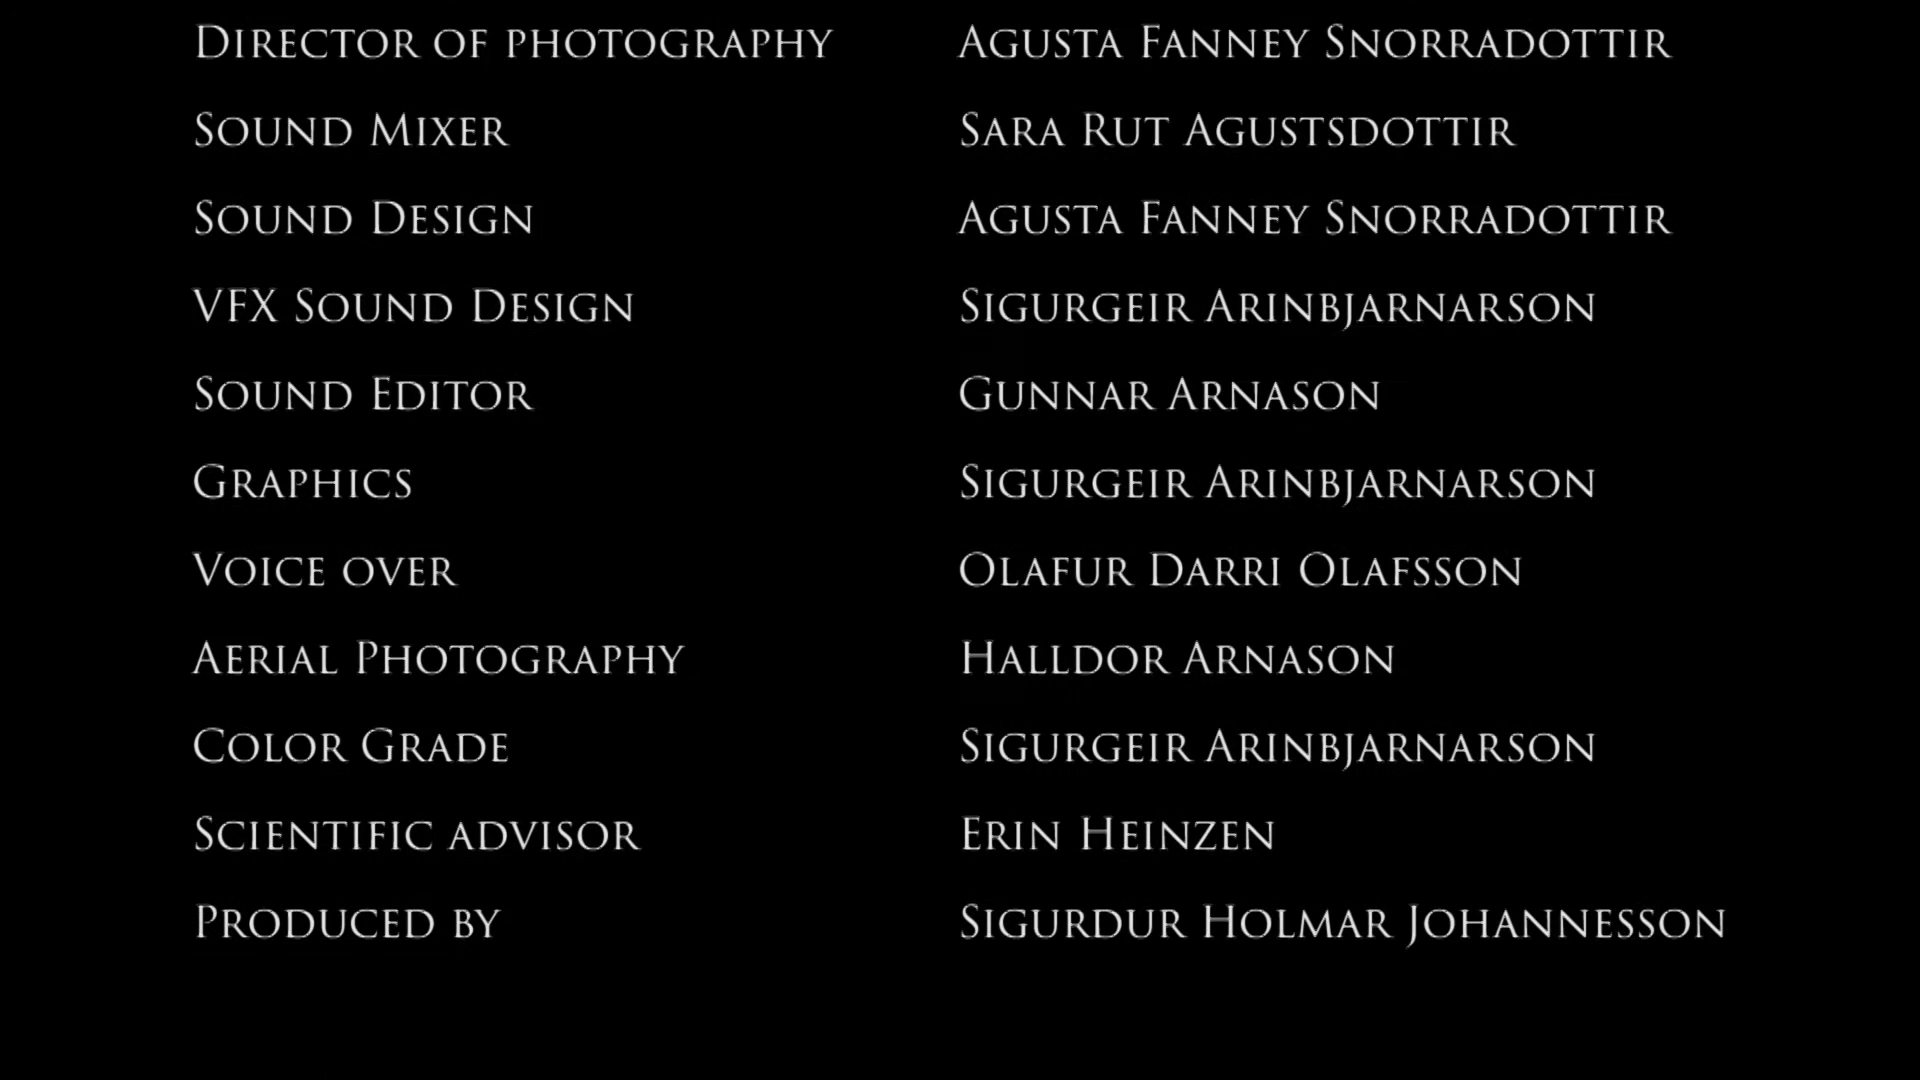 Director of photography Agusta Fanney Snorradottir
Sound Mixer Sara Rut Agustsdottir
Sound Design Agusta Fanney Snorradottir
VFX Sound Design Sigurgeir Arinbjarnarson
Sound Editor Gunnar Arnason
Graphics Sigurgeir Arinbjarnarson
Voice over Olafur Darri Olafsson
Aerial Photography Halldor Arnason
Color Grade Sigurgeir Arinbjarnarson
Scientific advisor Erin Heinzen
Produced by Sigurdur Holmar Johannesson